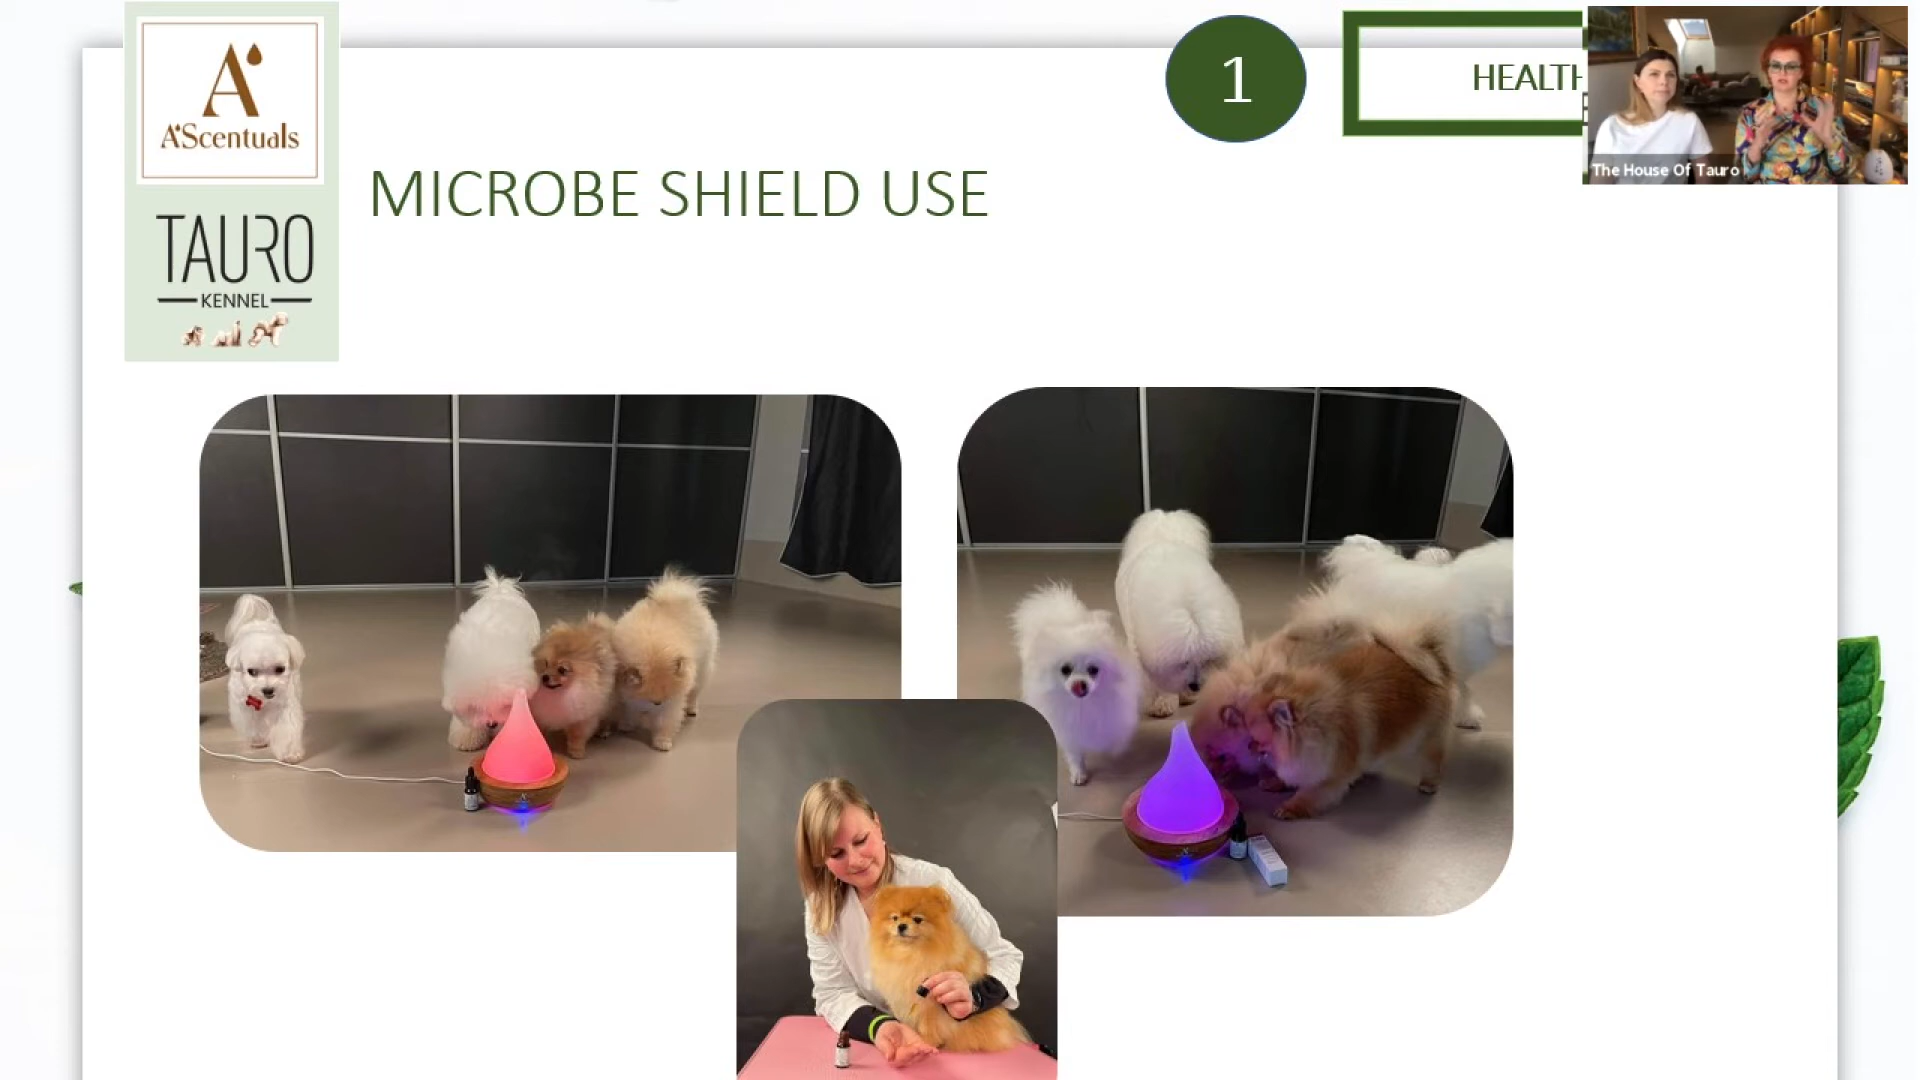 A
A'Scentuals
TAURO
KENNEL
MICROBE SHIELD USE
1
HEALTH
The House Of Tauro